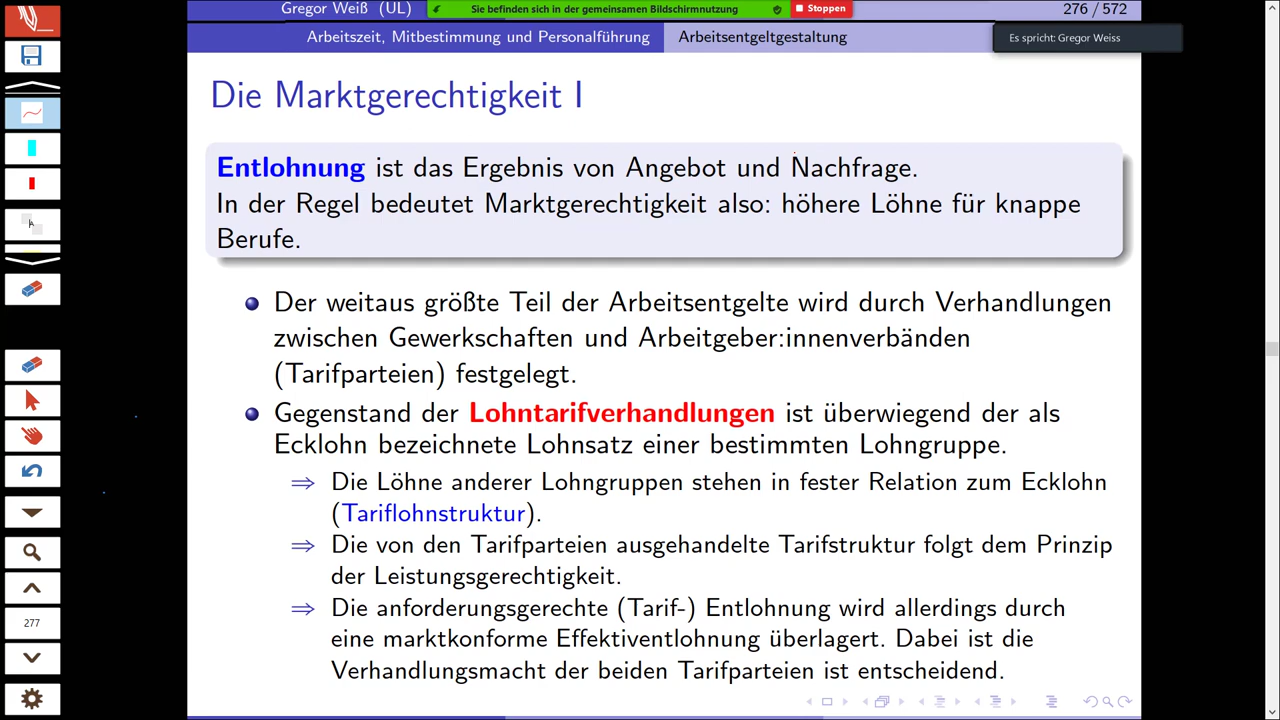 Gregor Weiß (UL)
Sie befinden sich in der gemeinsamen Bildschirmnutzung
Stoppen
276 / 572
Arbeitszeit, Mitbestimmung und Personalführung
Arbeitsentgeltgestaltung
Es spricht: Gregor Weiss
Die Marktgerechtigkeit I
Entlohnung ist das Ergebnis von Angebot und Nachfrage.
In der Regel bedeutet Marktgerechtigkeit also: höhere Löhne für knappe
Berufe.
Der weitaus größte Teil der Arbeitsentgelte wird durch Verhandlungen
zwischen Gewerkschaften und Arbeitgeber:innenverbänden
(Tarifparteien) festgelegt.
Gegenstand der Lohntarifverhandlungen ist überwiegend der als
Ecklohn bezeichnete Lohnsatz einer bestimmten Lohngruppe.
⇒ Die Löhne anderer Lohngruppen stehen in fester Relation zum Ecklohn
(Tariflohnstruktur).
⇒ Die von den Tarifparteien ausgehandelte Tarifstruktur folgt dem Prinzip
der Leistungsgerechtigkeit.
⇒ Die anforderungsgerechte (Tarif-) Entlohnung wird allerdings durch
eine marktkonforme Effektiventlohnung überlagert. Dabei ist die
Verhandlungsmacht der beiden Tarifparteien ist entscheidend.
277